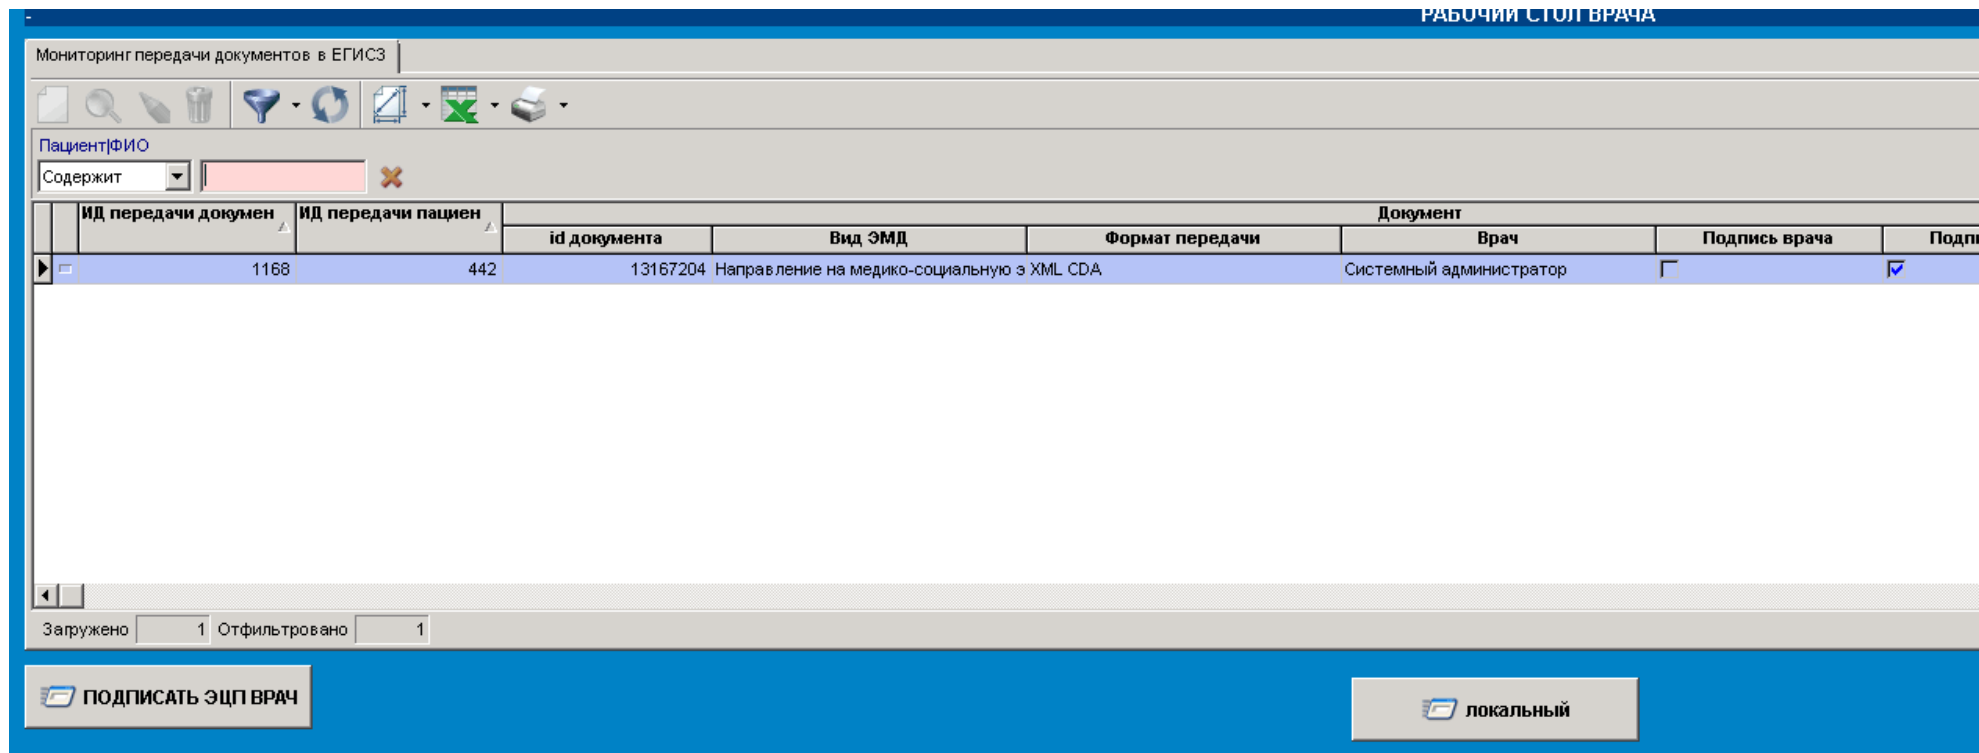 РАБОЧИЙ СТОЛ ВРАЧА
Мониторинг передачи документов в ЕГИСЗ
Пациент|ФИО
Содержит
ИД передачи докумен ИД передачи пациен Документ
id документа Вид ЭМД Формат передачи Врач Подпись врача Подпи
1168 442 13167204 Направление на медико-социальную э XML CDA Системный администратор
Загружено 1 Отфильтровано 1
ПОДПИСАТЬ ЭЦП ВРАЧ
локальный